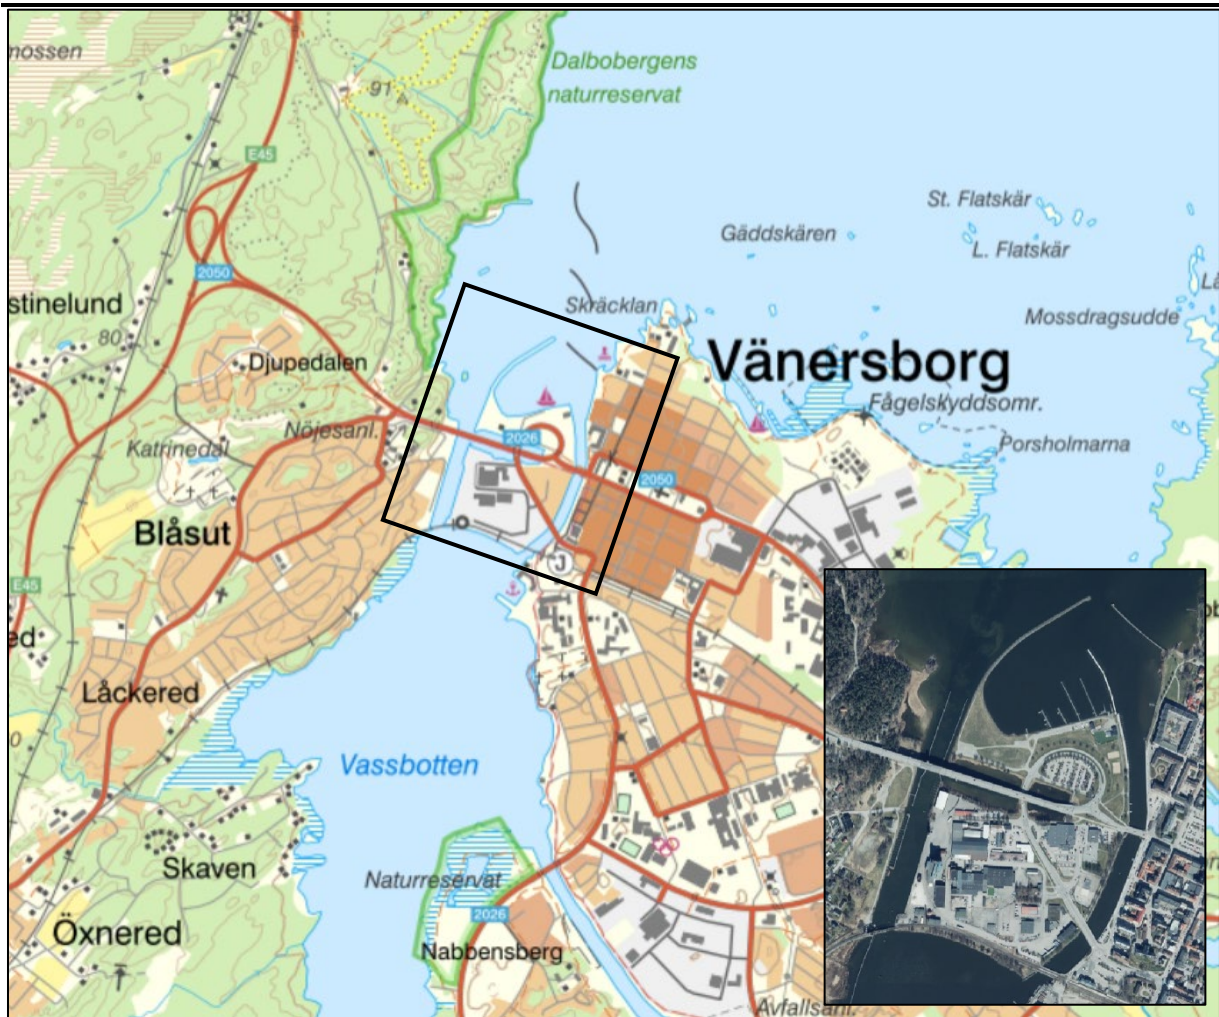 mossen
Dalbobergens
naturreservat
91
E45
St. Flatskär
Gäddskären
L. Flatskär
2050
stinelund
Skräcklan
Mossdragsudde
80
Djupedalen
Vänersborg
Fågelskyddsomr.
Nöjesanl.
2026
Katrinedal
Porsholmarna
2050
Blåsut
E45
ed
Låckered
Vassbotten
Skaven
Naturreservat
2026
Öxnered
Nabbensberg
Avfallsanl.